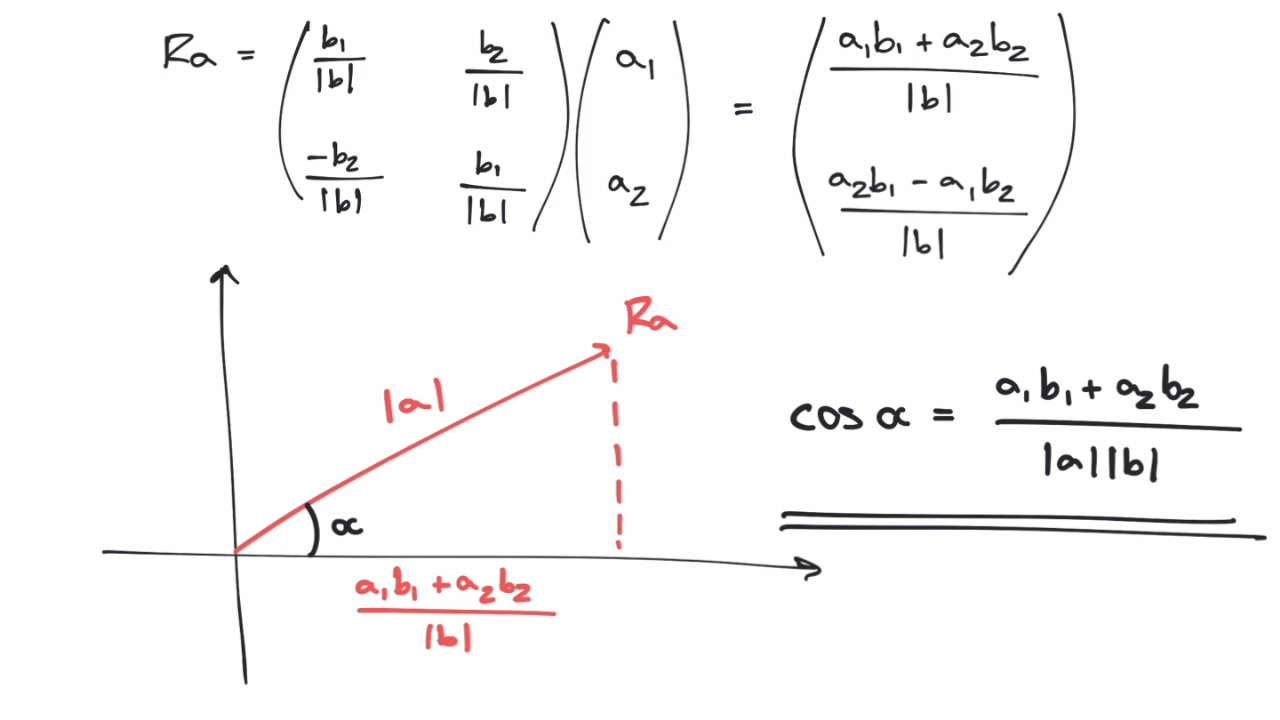 Ra = ( b₁/|b| b₂/|b| ; -b₂/|b| b₁/|b| ) ( a₁ ; a₂ ) = ( (a₁b₁ + a₂b₂)/|b| ; (a₂b₁ - a₁b₂)/|b| )
Ra
|a|
cos α = (a₁b₁ + a₂b₂)/(|a||b|)
α
(a₁b₁ + a₂b₂)/|b|